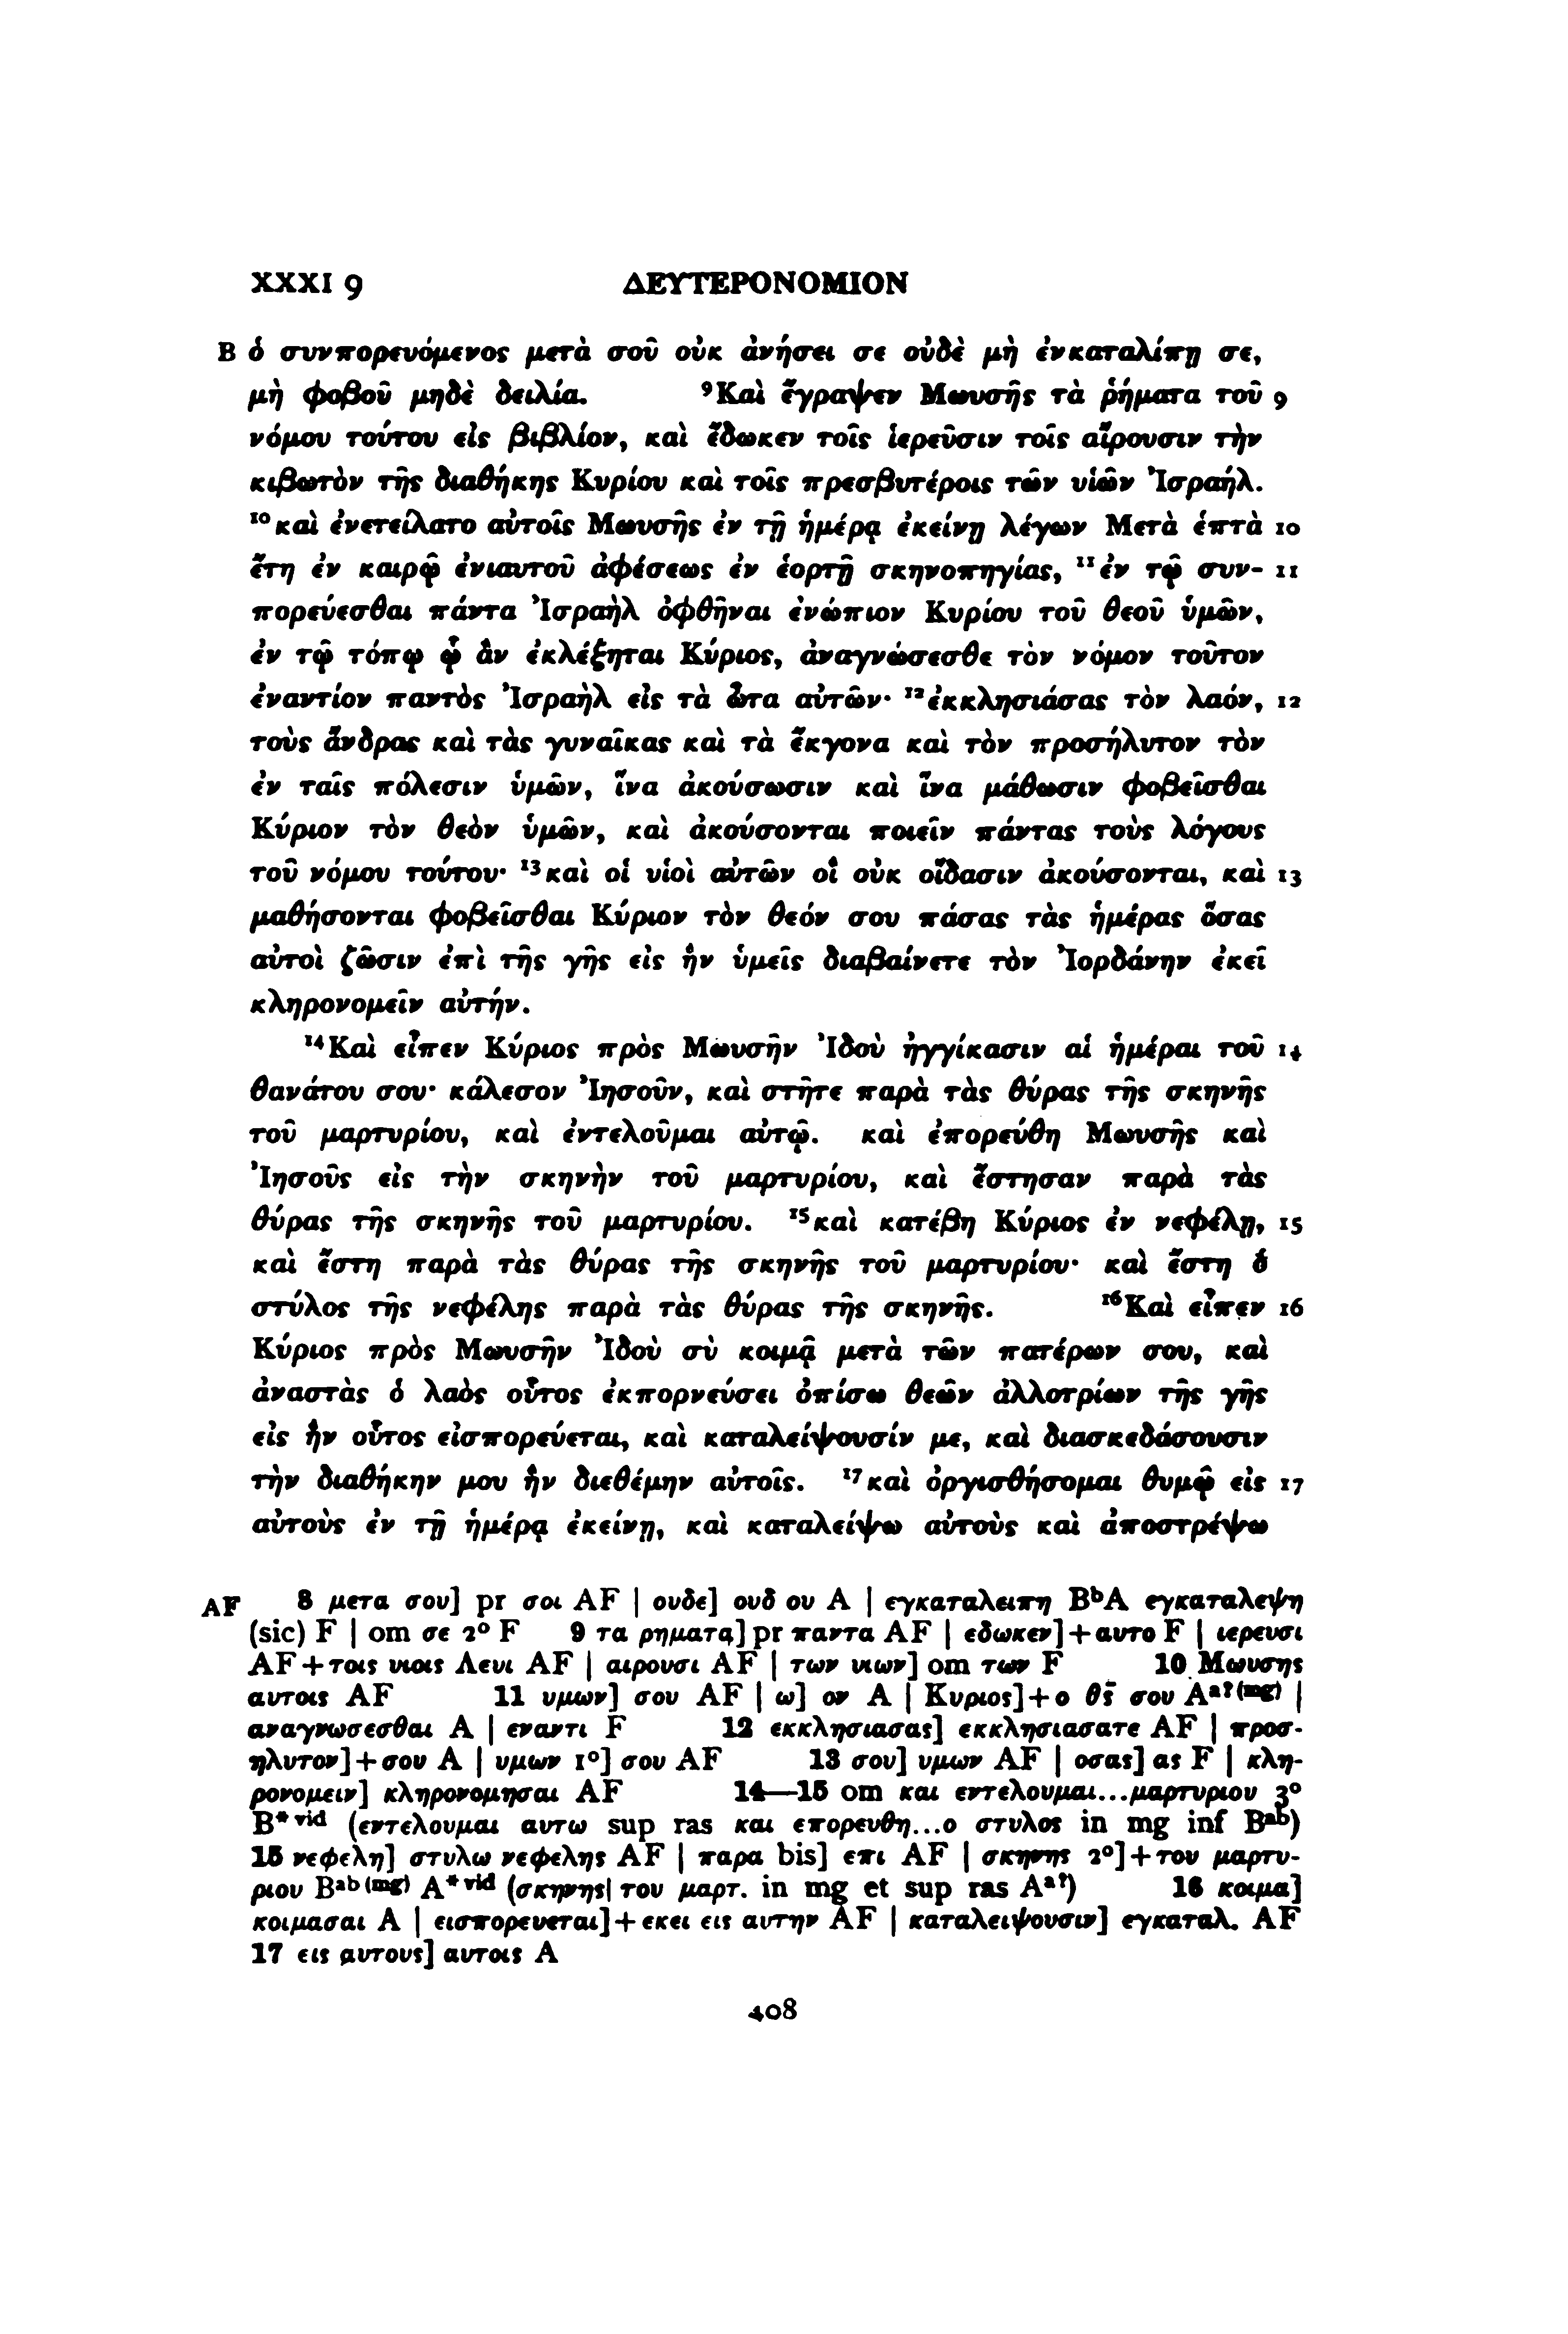 XXXI 9 ΔΕΥΤΕΡΟΝΟΜΙΟΝ
B ὁ συνπορευόμενος μετὰ σοῦ οὐκ ἀνήσει σε οὐδὲ μὴ ἐνκαταλίπῃ σε,
μὴ φοβοῦ μηδὲ δειλία. ⁹Καὶ ἔγραψεν Μωυσῆς τὰ ῥήματα τοῦ 9
νόμου τούτου εἰς βιβλίον, καὶ ἔδωκεν τοῖς ἱερεῦσιν τοῖς αἴρουσιν τὴν
κιβωτὸν τῆς διαθήκης Κυρίου καὶ τοῖς πρεσβυτέροις τῶν υἱῶν Ἰσραήλ.
¹⁰καὶ ἐνετείλατο αὐτοῖς Μωυσῆς ἐν τῇ ἡμέρᾳ ἐκείνῃ λέγων Μετὰ ἑπτὰ 10
ἔτη ἐν καιρῷ ἐνιαυτοῦ ἀφέσεως ἐν ἑορτῇ σκηνοπηγίας, ¹¹ἐν τῷ συν- 11
πορεύεσθαι πάντα Ἰσραὴλ ὀφθῆναι ἐνώπιον Κυρίου τοῦ θεοῦ ὑμῶν,
ἐν τῷ τόπῳ ᾧ ἂν ἐκλέξηται Κύριος, ἀναγνώσεσθε τὸν νόμον τοῦτον
ἐναντίον παντὸς Ἰσραὴλ εἰς τὰ ὦτα αὐτῶν· ¹²ἐκκλησιάσας τὸν λαόν, 12
τοὺς ἄνδρας καὶ τὰς γυναῖκας καὶ τὰ ἔκγονα καὶ τὸν προσήλυτον τὸν
ἐν ταῖς πόλεσιν ὑμῶν, ἵνα ἀκούσωσιν καὶ ἵνα μάθωσιν φοβεῖσθαι
Κύριον τὸν θεὸν ὑμῶν, καὶ ἀκούσονται ποιεῖν πάντας τοὺς λόγους
τοῦ νόμου τούτου· ¹³καὶ οἱ υἱοὶ αὐτῶν οἳ οὐκ οἴδασιν ἀκούσονται, καὶ 13
μαθήσονται φοβεῖσθαι Κύριον τὸν θεόν σου πάσας τὰς ἡμέρας ὅσας
αὐτοὶ ζῶσιν ἐπὶ τῆς γῆς εἰς ἣν ὑμεῖς διαβαίνετε τὸν Ἰορδάνην ἐκεῖ
κληρονομεῖν αὐτήν.
¹⁴Καὶ εἶπεν Κύριος πρὸς Μωυσῆν Ἰδοὺ ἠγγίκασιν αἱ ἡμέραι τοῦ 14
θανάτου σου· κάλεσον Ἰησοῦν, καὶ στῆτε παρὰ τὰς θύρας τῆς σκηνῆς
τοῦ μαρτυρίου, καὶ ἐντελοῦμαι αὐτῷ. καὶ ἐπορεύθη Μωυσῆς καὶ
Ἰησοῦς εἰς τὴν σκηνὴν τοῦ μαρτυρίου, καὶ ἔστησαν παρὰ τὰς
θύρας τῆς σκηνῆς τοῦ μαρτυρίου. ¹⁵καὶ κατέβη Κύριος ἐν νεφέλῃ, 15
καὶ ἔστη παρὰ τὰς θύρας τῆς σκηνῆς τοῦ μαρτυρίου· καὶ ἔστη ὁ
στύλος τῆς νεφέλης παρὰ τὰς θύρας τῆς σκηνῆς. ¹⁶Καὶ εἶπεν 16
Κύριος πρὸς Μωυσῆν Ἰδοὺ σὺ κοιμᾷ μετὰ τῶν πατέρων σου, καὶ
ἀναστὰς ὁ λαὸς οὗτος ἐκπορνεύσει ὀπίσω θεῶν ἀλλοτρίων τῆς γῆς
εἰς ἣν οὗτος εἰσπορεύεται, καὶ καταλείψουσίν με, καὶ διασκεδάσουσιν
τὴν διαθήκην μου ἣν διεθέμην αὐτοῖς. ¹⁷καὶ ὀργισθήσομαι θυμῷ εἰς 17
αὐτοὺς ἐν τῇ ἡμέρᾳ ἐκείνῃ, καὶ καταλείψω αὐτοὺς καὶ ἀποστρέψω
AF 8 μετα σου] pr σοι AF | ουδε] ουδ ου A | εγκαταλειπη BᵇA εγκαταλεψη
(sic) F | om σε 2° F 9 τα ρηματα] pr παντα AF | εδωκεν]+αυτο F | ιερευσι
AF+τοις υιοις Λευι AF | αιρουσι AF | των υιων] om των F 10 Μωυσης
αυτοις AF 11 υμων] σου AF | ω] ον A | Κυριος]+ο θς̄ σου Aᵃ?⁽ᵐᵍ⁾ |
αναγνωσεσθαι A | εναντι F 12 εκκλησιασας] εκκλησιασατε AF | προσ-
ηλυτον]+σου A | υμων 1°] σου AF 13 σου] υμων AF | οσας] ας F | κλη-
ρονομειν] κληρονομησαι AF 14—15 om και εντελουμαι...μαρτυριου 3°
B*ᵛⁱᵈ (εντελουμαι αυτω sup ras και επορευθη...ο στυλος in mg inf Bᵃᵇ)
15 νεφελη] στυλω νεφελης AF | παρα bis] επι AF | σκηνης 2°]+του μαρτυ-
ριου Bᵃᵇ⁽ᵐᵍ⁾ A*ᵛⁱᵈ (σκηνης| του μαρτ. in mg et sup ras Aᵃ?) 16 κοιμα]
κοιμασαι A | εισπορευεται]+εκει εις αυτην AF | καταλειψουσιν] εγκαταλ. AF
17 εις αυτους] αυτοις A
408